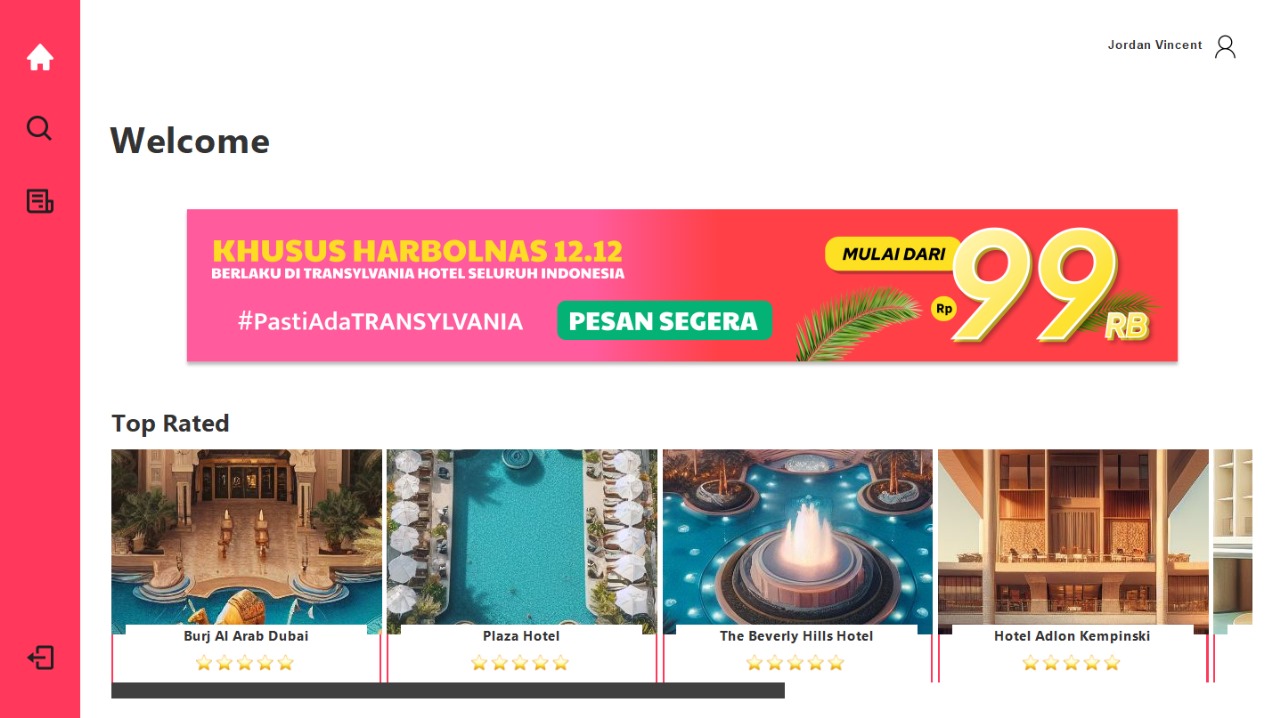 Jordan Vincent
Welcome
KHUSUS HARBOLNAS 12.12
BERLAKU DI TRANSYLVANIA HOTEL SELURUH INDONESIA
#PastiAdaTRANSYLVANIA
PESAN SEGERA
MULAI DARI
Rp 99 RB
Top Rated
Burj Al Arab Dubai
Plaza Hotel
The Beverly Hills Hotel
Hotel Adlon Kempinski